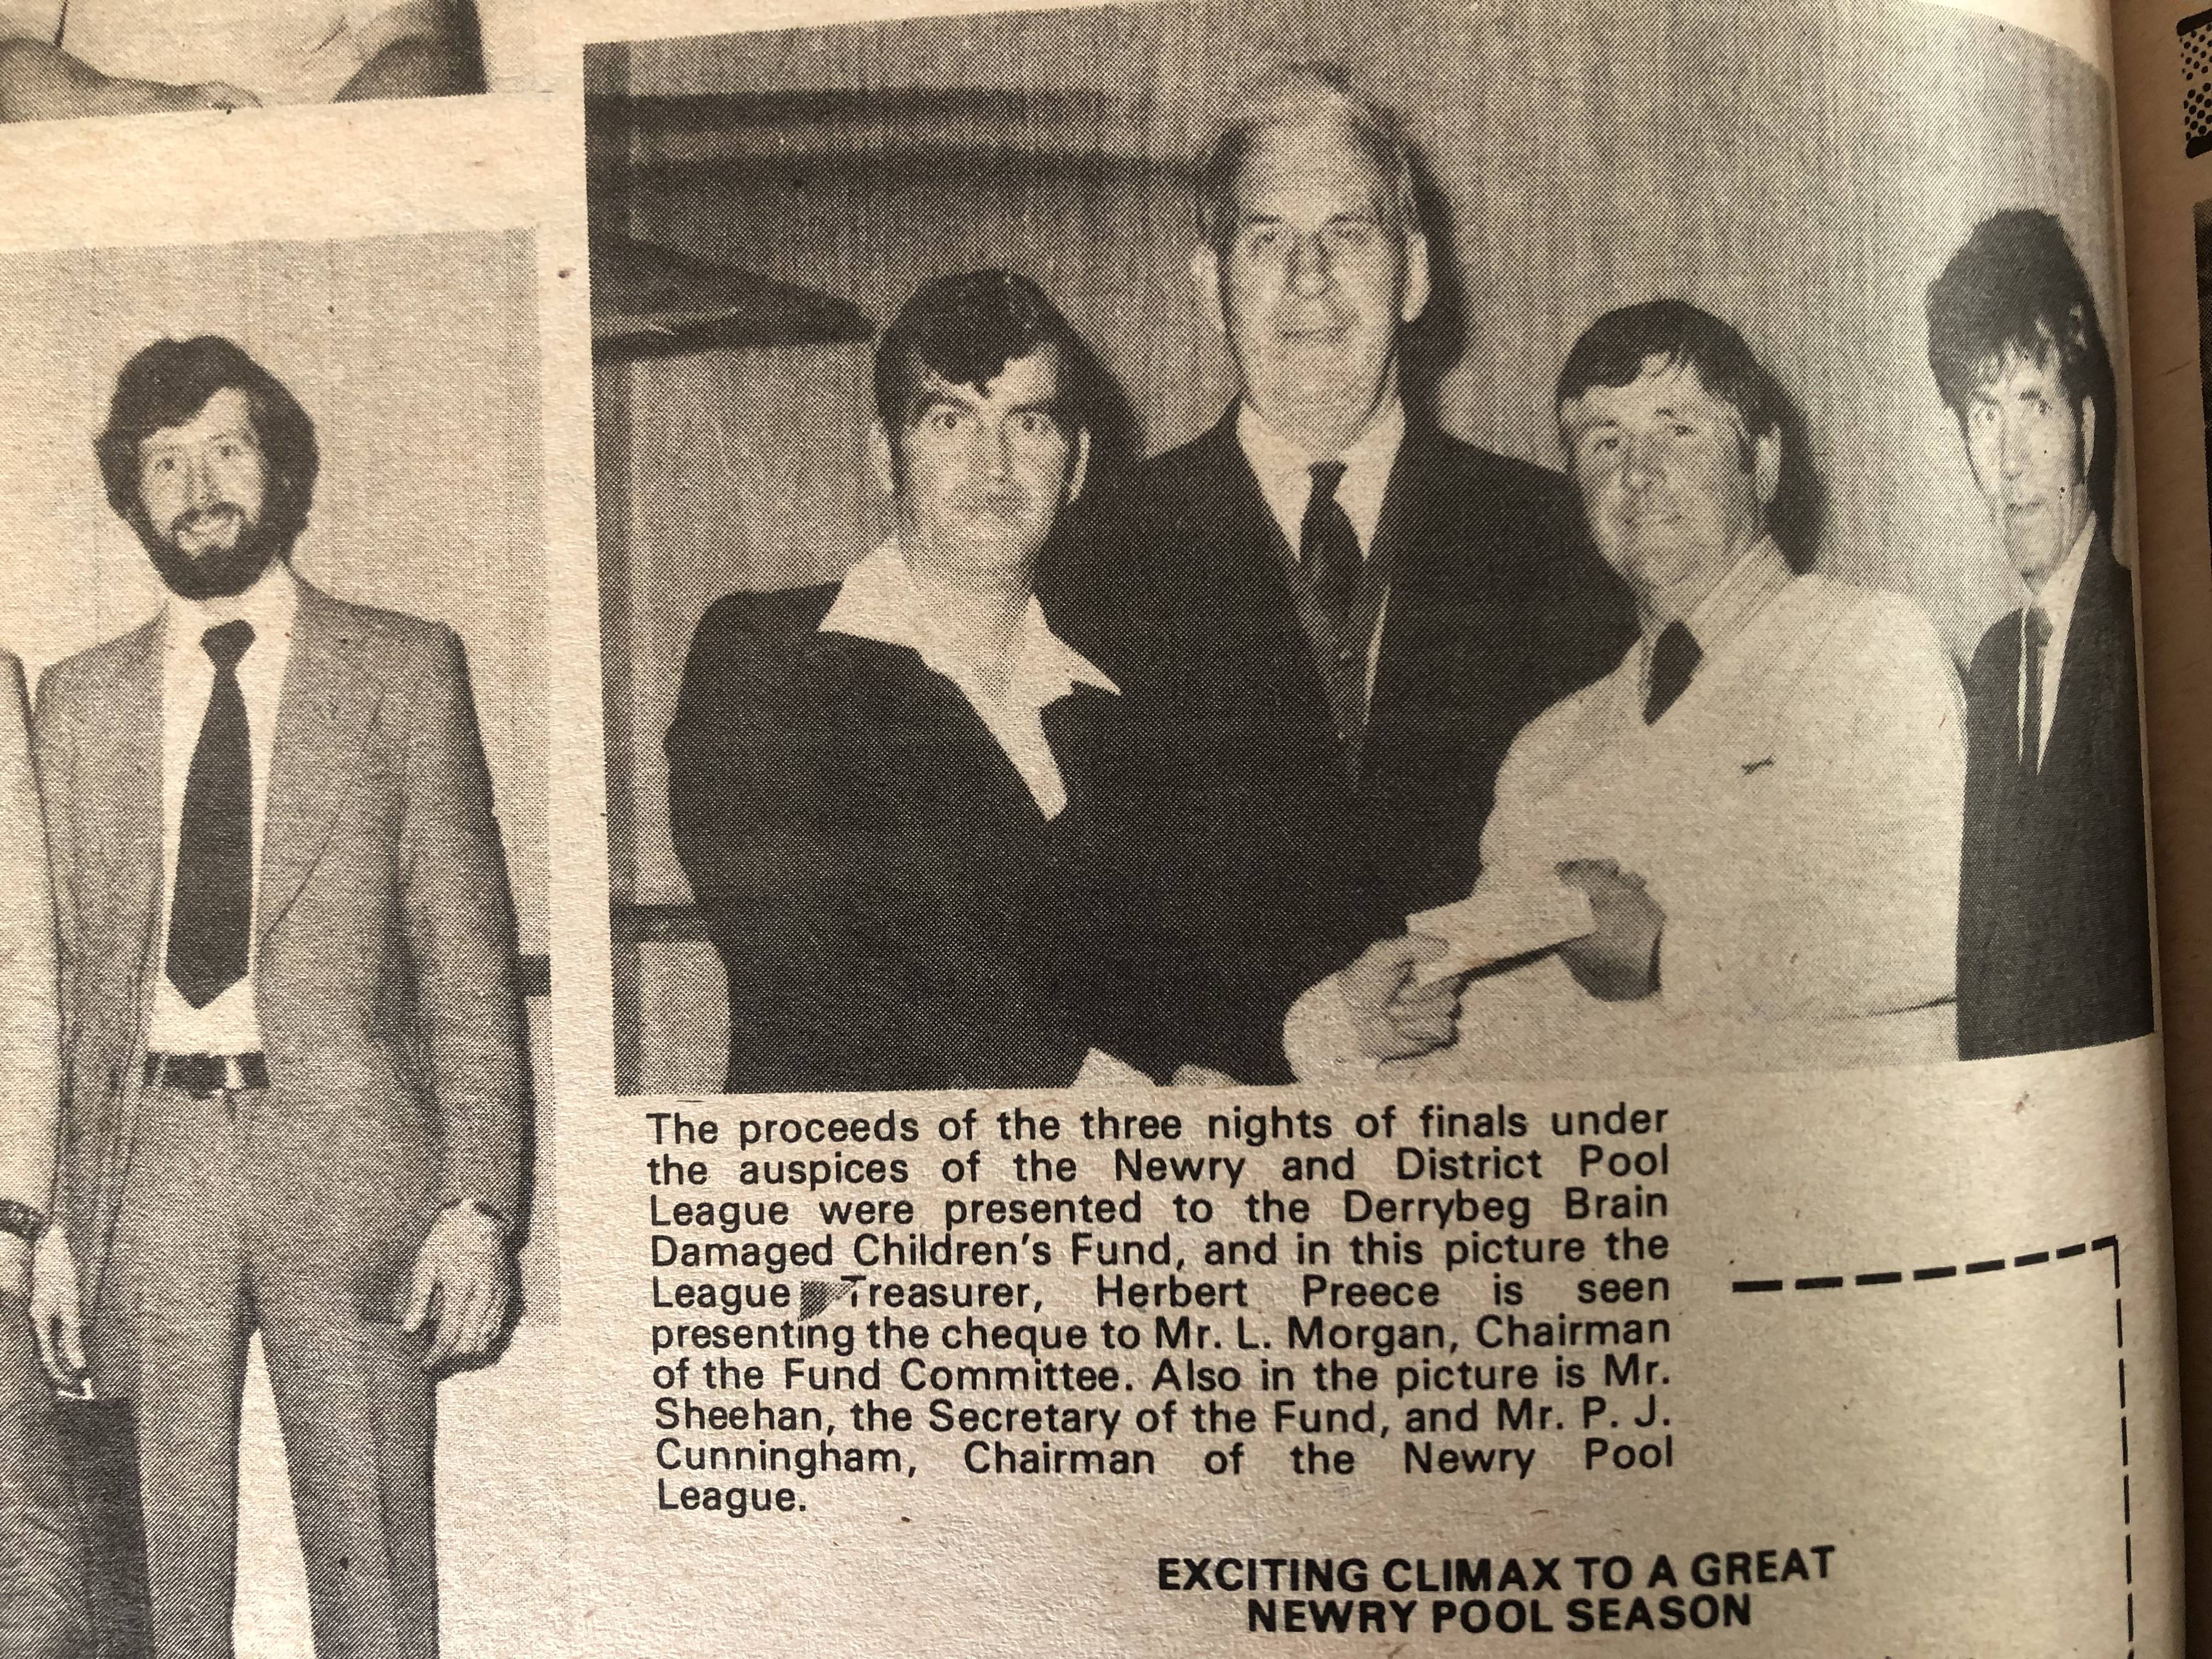 The proceeds of the three nights of finals under
the auspices of the Newry and District Pool
League were presented to the Derrybeg Brain
Damaged Children's Fund, and in this picture the
League Treasurer, Herbert Preece is seen
presenting the cheque to Mr. L. Morgan, Chairman
of the Fund Committee. Also in the picture is Mr.
Sheehan, the Secretary of the Fund, and Mr. P. J.
Cunningham, Chairman of the Newry Pool
League.
EXCITING CLIMAX TO A GREAT
NEWRY POOL SEASON